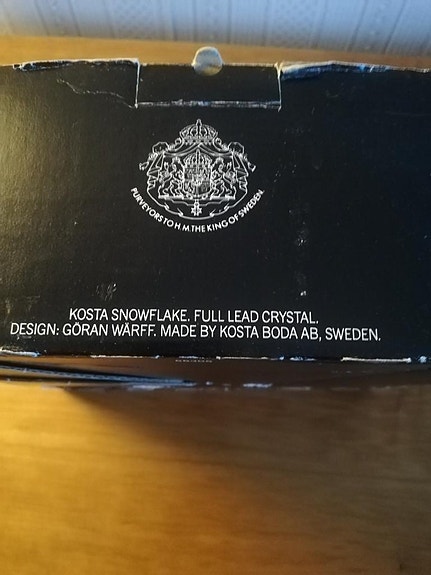 PURVEYORS TO H M. THE KING OF SWEDEN.
KOSTA SNOWFLAKE. FULL LEAD CRYSTAL.
DESIGN: GÖRAN WÄRFF. MADE BY KOSTA BODA AB, SWEDEN.